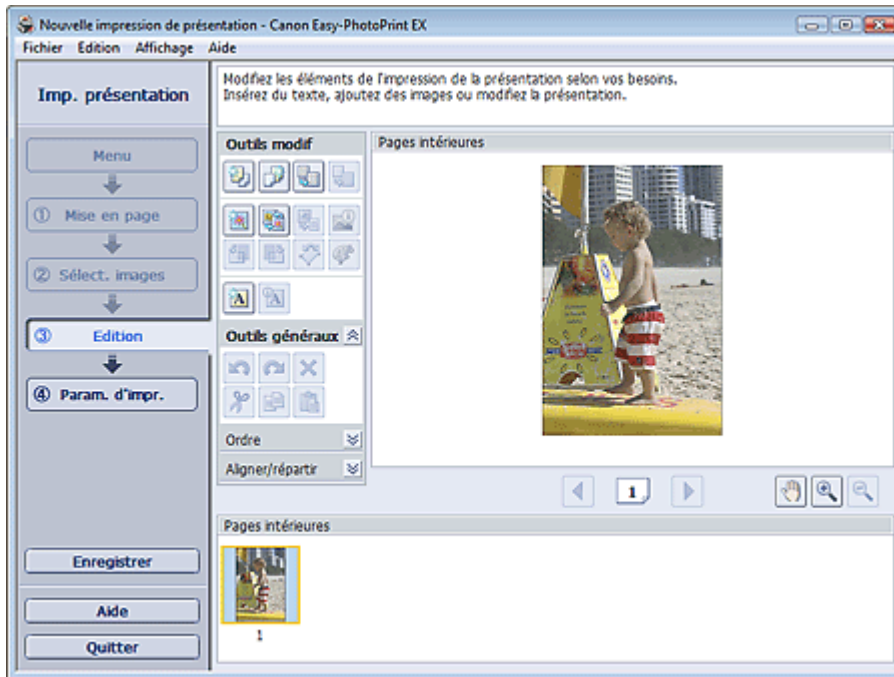 Nouvelle impression de présentation - Canon Easy-PhotoPrint EX
Fichier Edition Affichage Aide
Imp. présentation
Modifiez les éléments de l'impression de la présentation selon vos besoins.
Insérez du texte, ajoutez des images ou modifiez la présentation.
Menu
① Mise en page
② Sélect. images
③ Edition
④ Param. d'impr.
Enregistrer
Aide
Quitter
Outils modif
A
A
Outils généraux
Ordre
Aligner/répartir
Pages intérieures
1
Pages intérieures
1